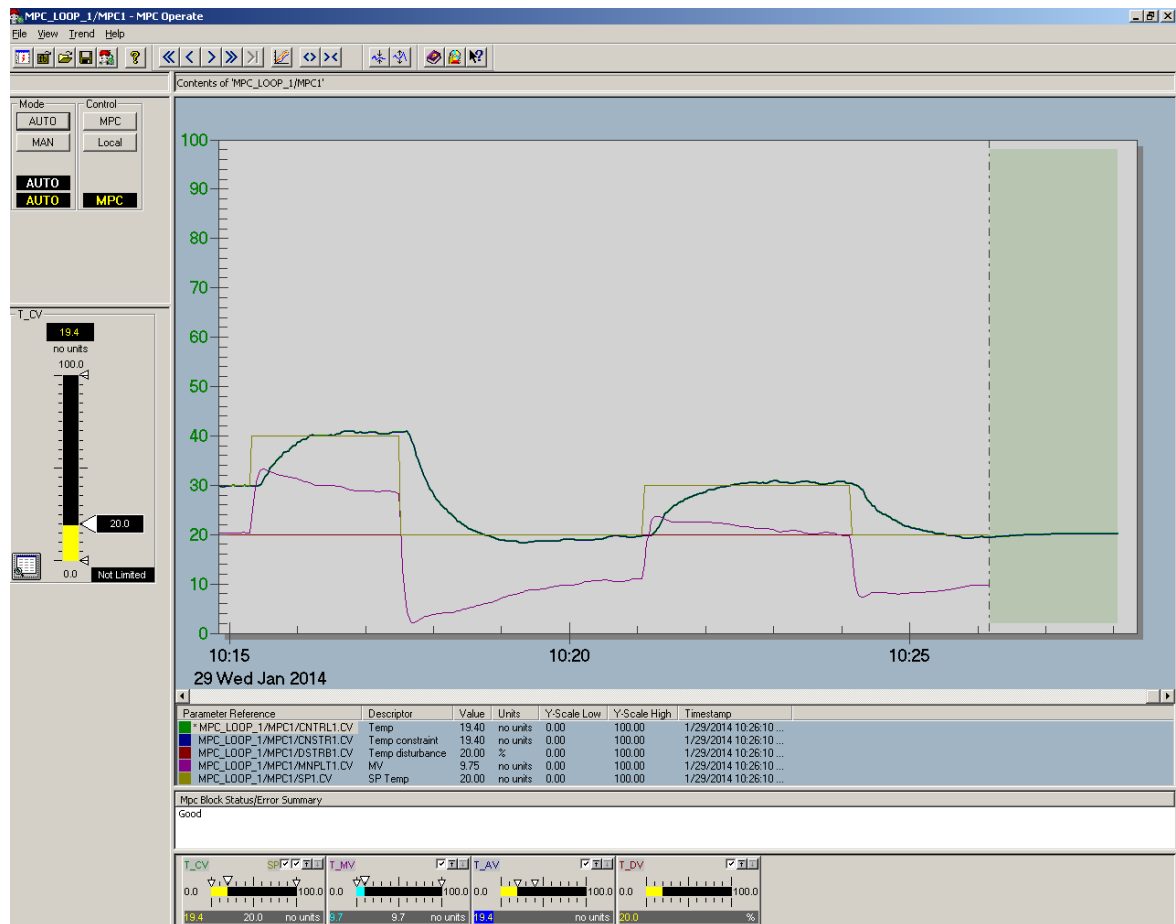 MPC_LOOP_1/MPC1 - MPC Operate
File View Trend Help
Contents of 'MPC_LOOP_1/MPC1'
Mode Control
AUTO MPC
MAN Local
AUTO
AUTO MPC
100
90
80
70
60
50
40
30
20
10
0
10:15 10:20 10:25
29 Wed Jan 2014
T_CV
19.4
no units
100.0
20.0
0.0 Not Limited
Parameter Reference Descriptor Value Units Y-Scale Low Y-Scale High Timestamp
* MPC_LOOP_1/MPC1/CNTRL1.CV Temp 19.40 no units 0.00 100.00 1/29/2014 10:26:10 ...
MPC_LOOP_1/MPC1/CNSTR1.CV Temp constraint 19.40 no units 0.00 100.00 1/29/2014 10:26:10 ...
MPC_LOOP_1/MPC1/DSTRB1.CV Temp disturbance 20.00 % 0.00 100.00 1/29/2014 10:26:10 ...
MPC_LOOP_1/MPC1/MNPLT1.CV MV 9.75 no units 0.00 100.00 1/29/2014 10:26:10 ...
MPC_LOOP_1/MPC1/SP1.CV SP Temp 20.00 no units 0.00 100.00 1/29/2014 10:26:10 ...
Mpc Block Status/Error Summary
Good
T_CV SP T_MV T_AV T_DV
0.0 100.0 0.0 100.0 0.0 100.0 0.0 100.0
19.4 20.0 no units 9.7 9.7 no units 19.4 no units 20.0 %